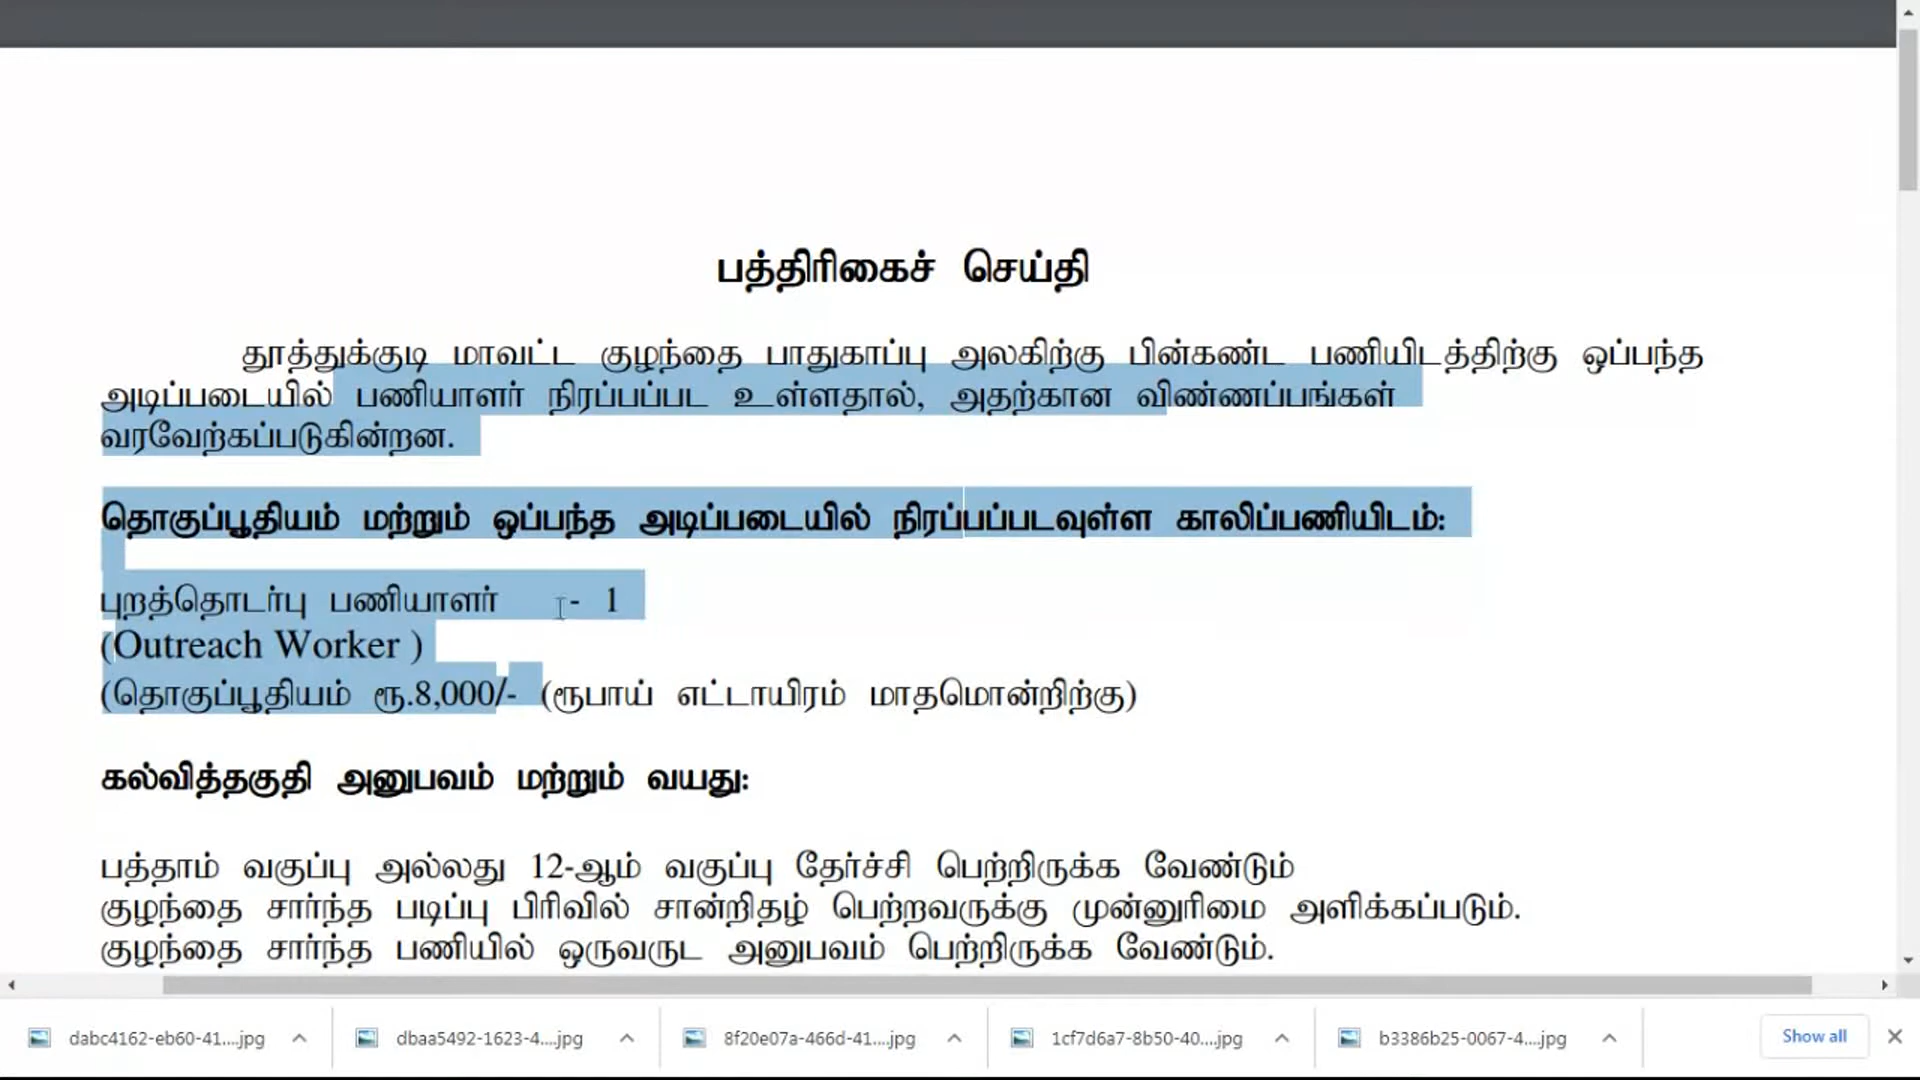 பத்திரிகைச் செய்தி
தூத்துக்குடி மாவட்ட குழந்தை பாதுகாப்பு அலகிற்கு பின்கண்ட பணியிடத்திற்கு ஒப்பந்த
அடிப்படையில் பணியாளர் நிரப்பப்பட உள்ளதால், அதற்கான விண்ணப்பங்கள்
வரவேற்கப்படுகின்றன.
தொகுப்பூதியம் மற்றும் ஒப்பந்த அடிப்படையில் நிரப்பப்படவுள்ள காலிப்பணியிடம்:
புறத்தொடர்பு பணியாளர் - 1
(Outreach Worker )
(தொகுப்பூதியம் ரூ.8,000/- (ரூபாய் எட்டாயிரம் மாதமொன்றிற்கு)
கல்வித்தகுதி அனுபவம் மற்றும் வயது:
பத்தாம் வகுப்பு அல்லது 12-ஆம் வகுப்பு தேர்ச்சி பெற்றிருக்க வேண்டும்
குழந்தை சார்ந்த படிப்பு பிரிவில் சான்றிதழ் பெற்றவருக்கு முன்னுரிமை அளிக்கப்படும்.
குழந்தை சார்ந்த பணியில் ஒருவருட அனுபவம் பெற்றிருக்க வேண்டும்.
dabc4162-eb60-41....jpg dbaa5492-1623-4....jpg 8f20e07a-466d-41....jpg 1cf7d6a7-8b50-40....jpg b3386b25-0067-4....jpg Show all